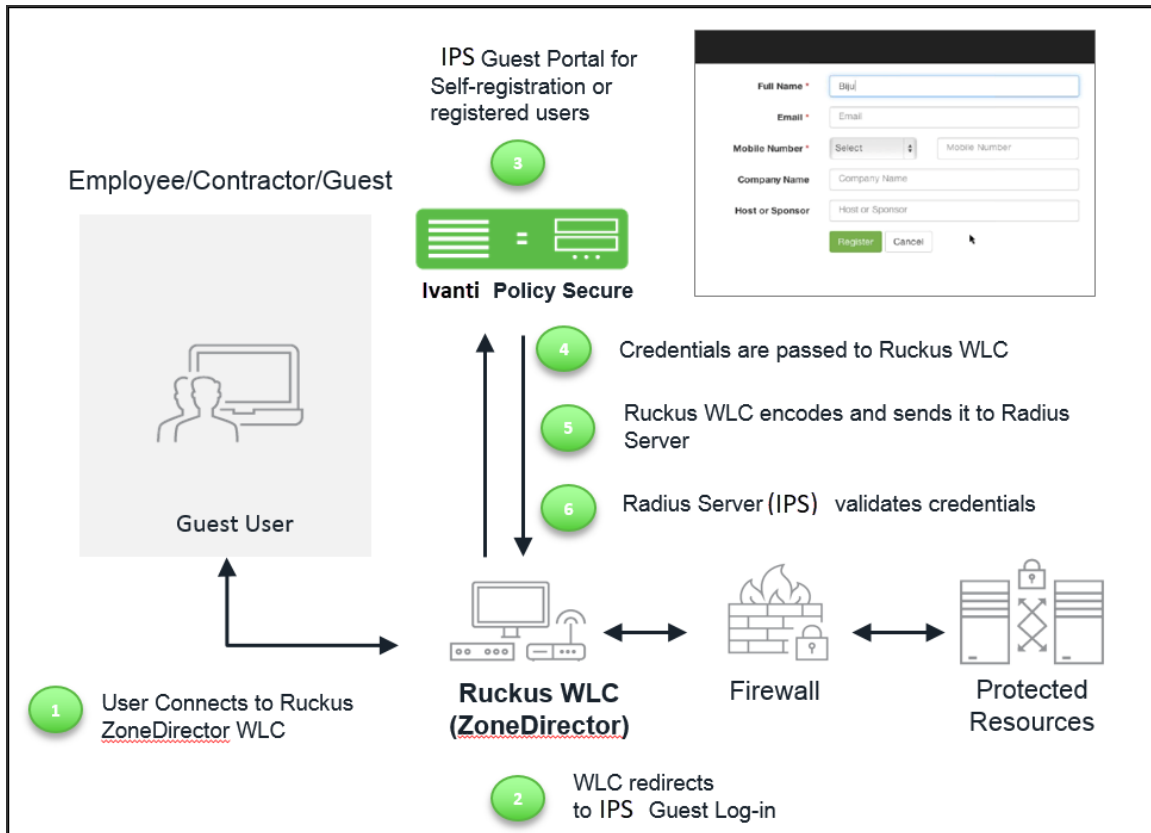 IPS Guest Portal for
Self-registration or
registered users
3
Full Name *
Biju
Email *
Email
Mobile Number *
Select
Mobile Number
Company Name
Company Name
Host or Sponsor
Host or Sponsor
Register
Cancel
Employee/Contractor/Guest
Guest User
=
Ivanti Policy Secure
4
Credentials are passed to Ruckus WLC
5
Ruckus WLC encodes and sends it to Radius
Server
6
Radius Server (IPS) validates credentials
Ruckus WLC
(ZoneDirector)
Firewall
Protected
Resources
1
User Connects to Ruckus
ZoneDirector WLC
2
WLC redirects
to IPS Guest Log-in